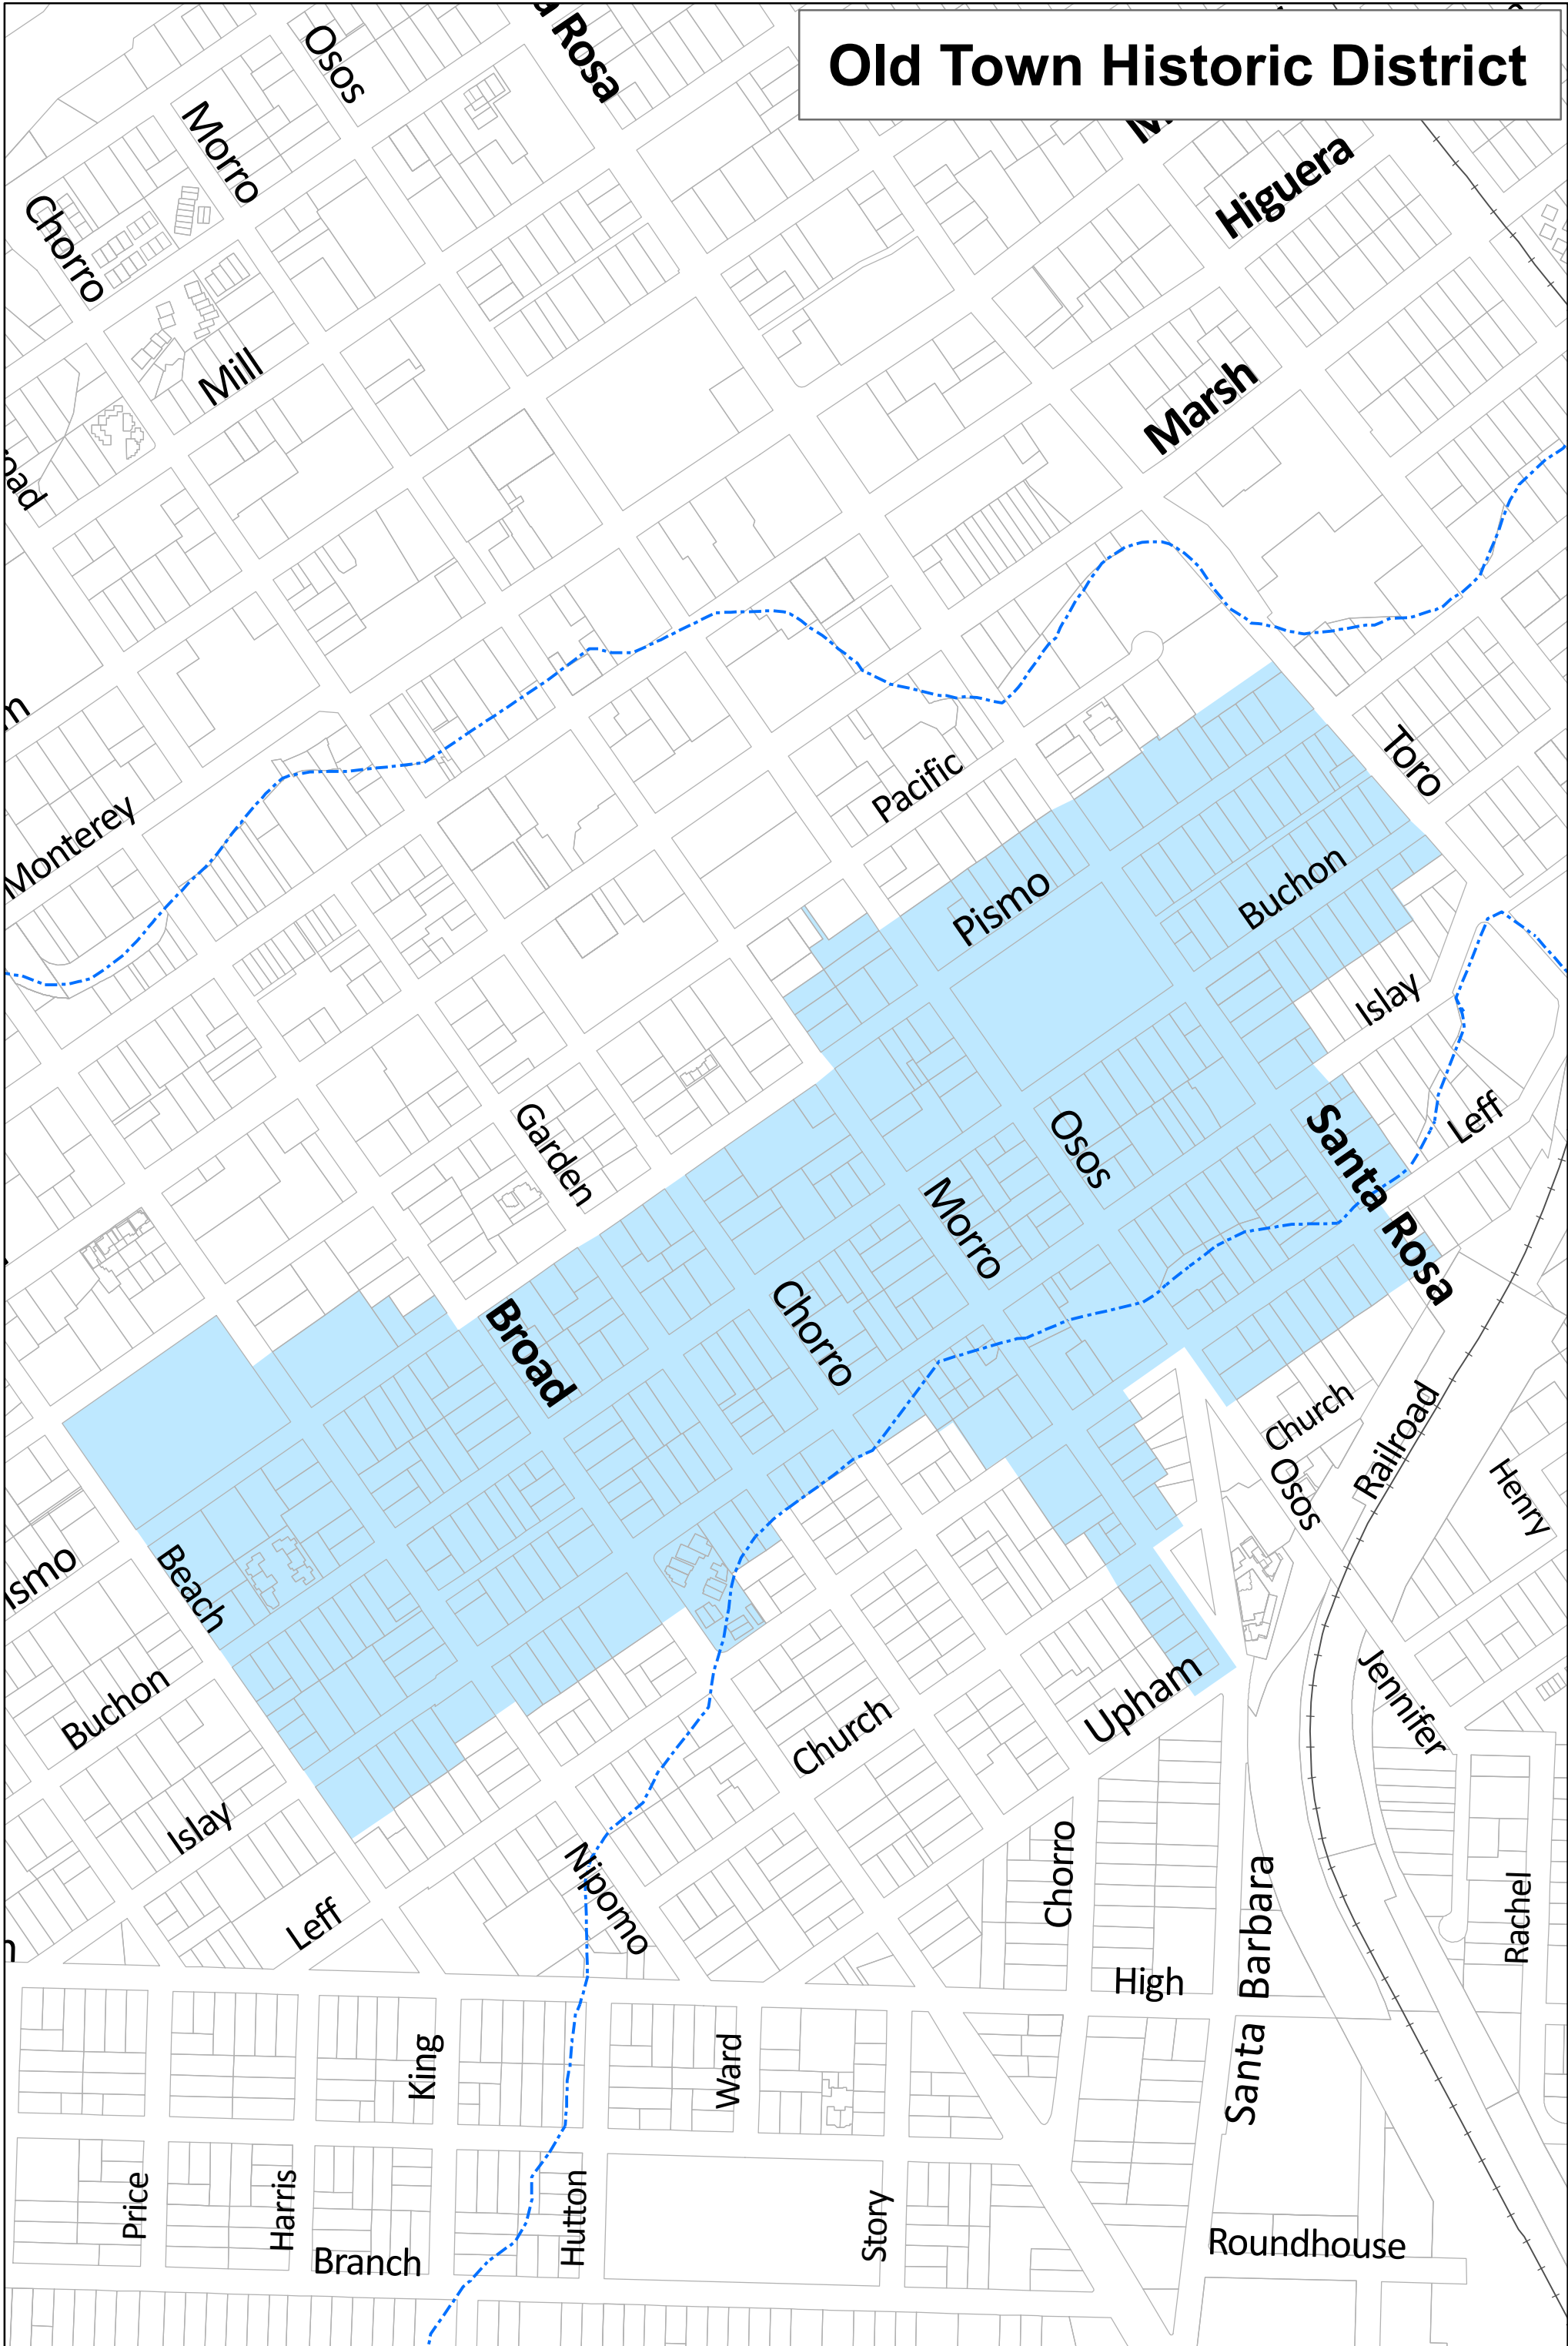 Old Town Historic District
Osos
Rosa
Morro
Higuera
Chorro
Mill
Marsh
Toro
Pacific
Monterey
Pismo
Buchon
Islay
Garden
Osos
Leff
Santa Rosa
Morro
Broad
Chorro
Church
Railroad
Osos
Henry
Beach
Jennifer
Buchon
Upham
Church
Islay
Nipomo
Chorro
Santa Barbara
Rachel
Leff
High
King
Ward
Santa Barbara
Price
Harris
Hutton
Story
Branch
Roundhouse